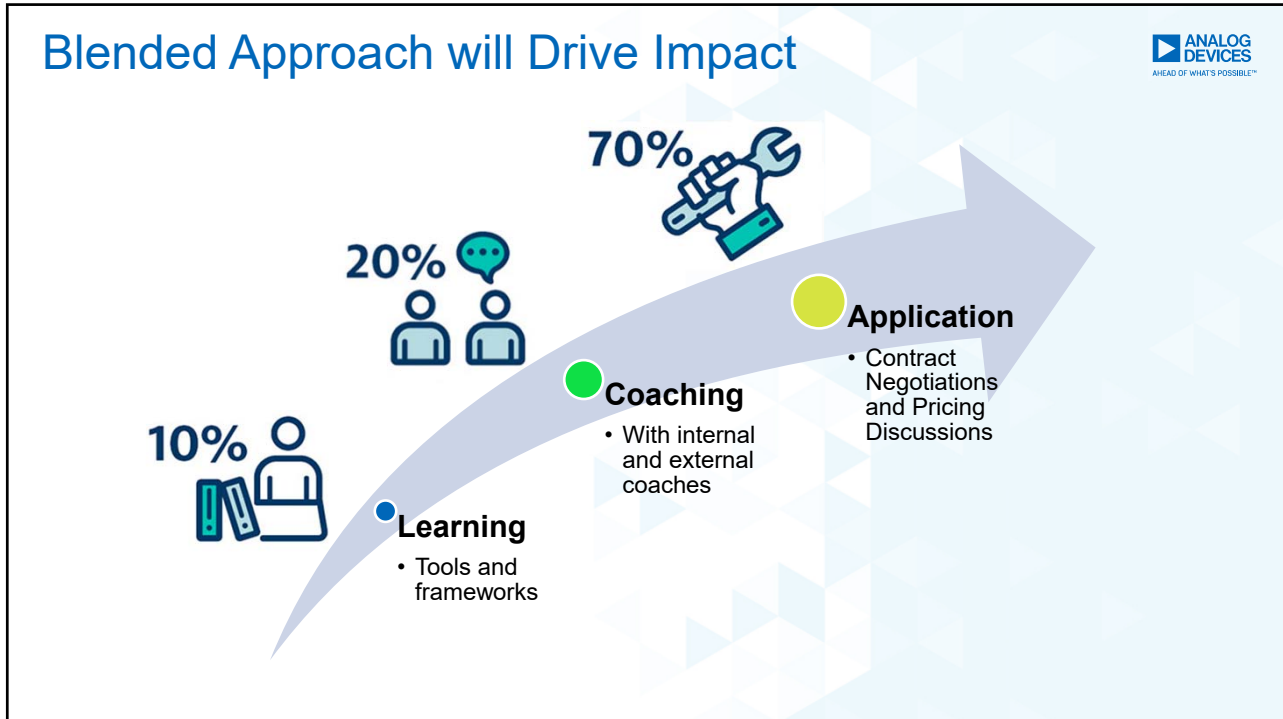 Blended Approach will Drive Impact
ANALOG
DEVICES
AHEAD OF WHAT'S POSSIBLE™
70%
20%
10%
Application
• Contract
Negotiations
and Pricing
Discussions
Coaching
• With internal
and external
coaches
Learning
• Tools and
frameworks